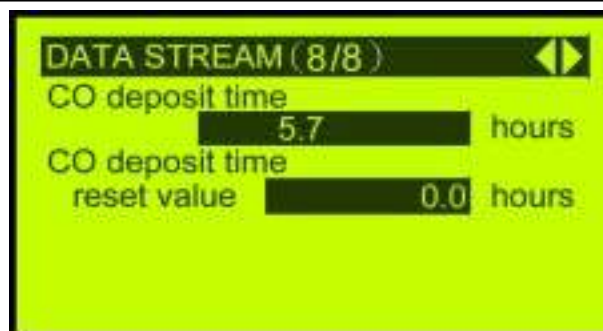 DATA STREAM(8/8)
CO deposit time
5.7 hours
CO deposit time
reset value 0.0 hours